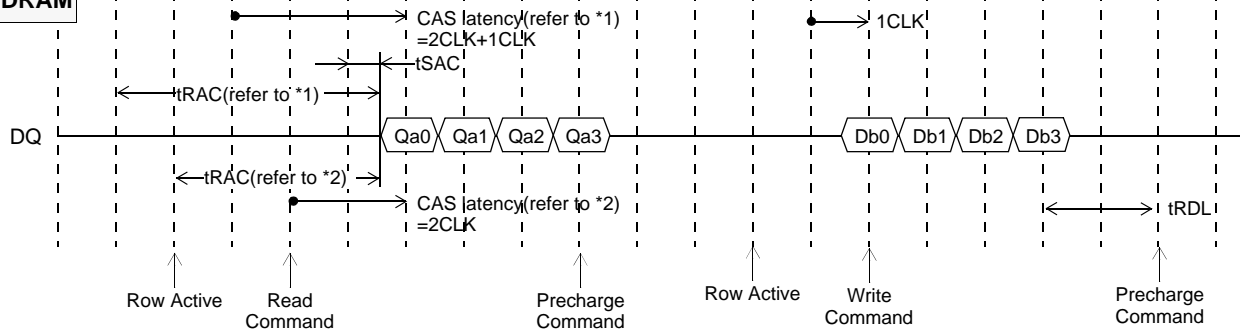 DRAM
CAS latency(refer to *1)
=2CLK+1CLK
1CLK
tSAC
tRAC(refer to *1)
DQ
Qa0 Qa1 Qa2 Qa3
Db0 Db1 Db2 Db3
tRAC(refer to *2)
CAS latency(refer to *2)
=2CLK
tRDL
Row Active
Read
Command
Precharge
Command
Row Active
Write
Command
Precharge
Command